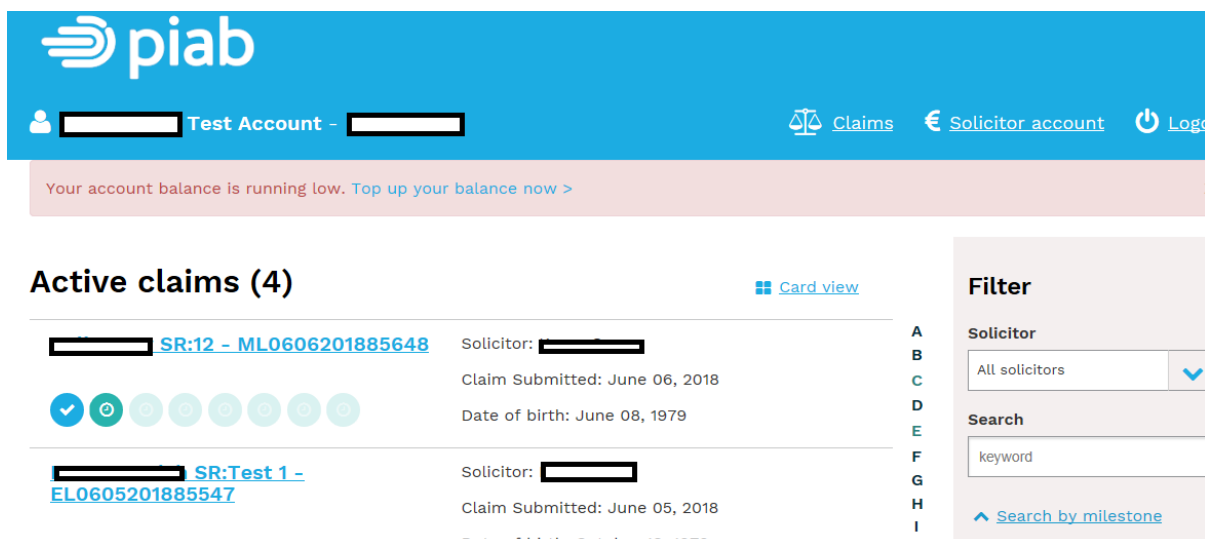 piab
Test Account -
Claims
€ Solicitor account
Logo
Your account balance is running low. Top up your balance now >
Active claims (4)
Card view
SR:12 - ML0606201885648
Solicitor:
Claim Submitted: June 06, 2018
Date of birth: June 08, 1979
SR:Test 1 -
EL0605201885547
Solicitor:
Claim Submitted: June 05, 2018
A
B
C
D
E
F
G
H
I
Filter
Solicitor
All solicitors
Search
keyword
Search by milestone